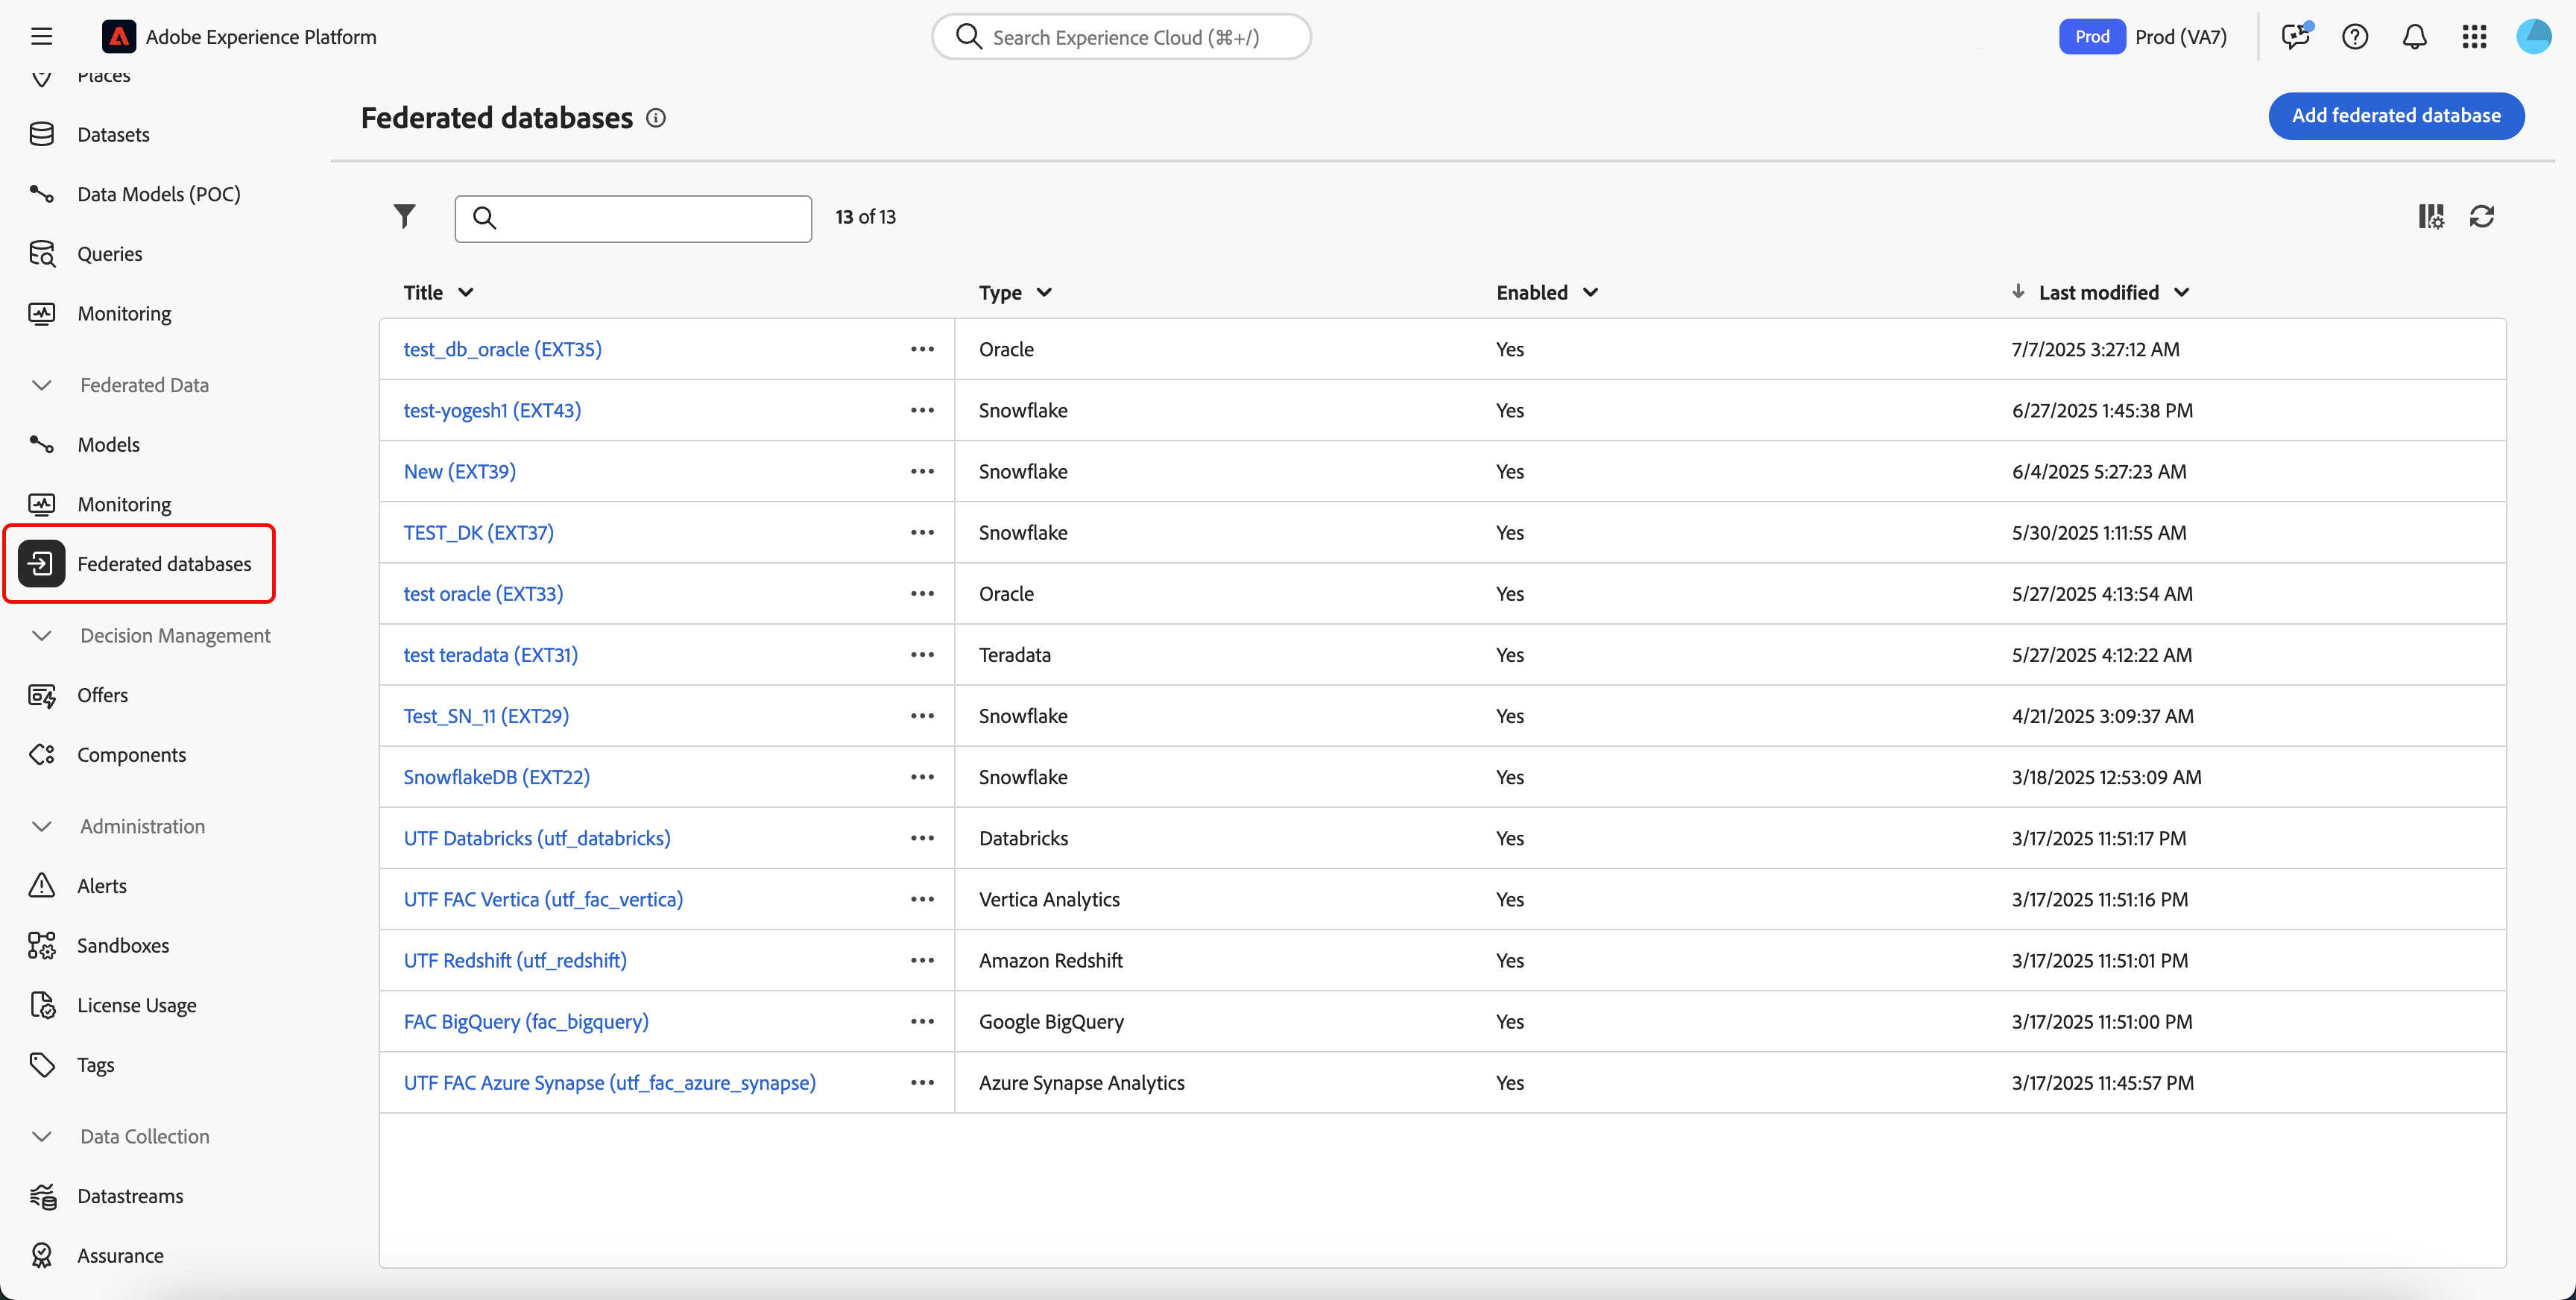 Adobe Experience Platform
Search Experience Cloud (⌘+/)
Prod
Prod (VA7)
Places
Datasets
Data Models (POC)
Queries
Monitoring
Federated Data
Models
Monitoring
Federated databases
Decision Management
Offers
Components
Administration
Alerts
Sandboxes
License Usage
Tags
Data Collection
Datastreams
Assurance
Federated databases
Add federated database
13 of 13
Title Type Enabled Last modified
test_db_oracle (EXT35) ••• Oracle Yes 7/7/2025 3:27:12 AM
test-yogesh1 (EXT43) ••• Snowflake Yes 6/27/2025 1:45:38 PM
New (EXT39) ••• Snowflake Yes 6/4/2025 5:27:23 AM
TEST_DK (EXT37) ••• Snowflake Yes 5/30/2025 1:11:55 AM
test oracle (EXT33) ••• Oracle Yes 5/27/2025 4:13:54 AM
test teradata (EXT31) ••• Teradata Yes 5/27/2025 4:12:22 AM
Test_SN_11 (EXT29) ••• Snowflake Yes 4/21/2025 3:09:37 AM
SnowflakeDB (EXT22) ••• Snowflake Yes 3/18/2025 12:53:09 AM
UTF Databricks (utf_databricks) ••• Databricks Yes 3/17/2025 11:51:17 PM
UTF FAC Vertica (utf_fac_vertica) ••• Vertica Analytics Yes 3/17/2025 11:51:16 PM
UTF Redshift (utf_redshift) ••• Amazon Redshift Yes 3/17/2025 11:51:01 PM
FAC BigQuery (fac_bigquery) ••• Google BigQuery Yes 3/17/2025 11:51:00 PM
UTF FAC Azure Synapse (utf_fac_azure_synapse) ••• Azure Synapse Analytics Yes 3/17/2025 11:45:57 PM